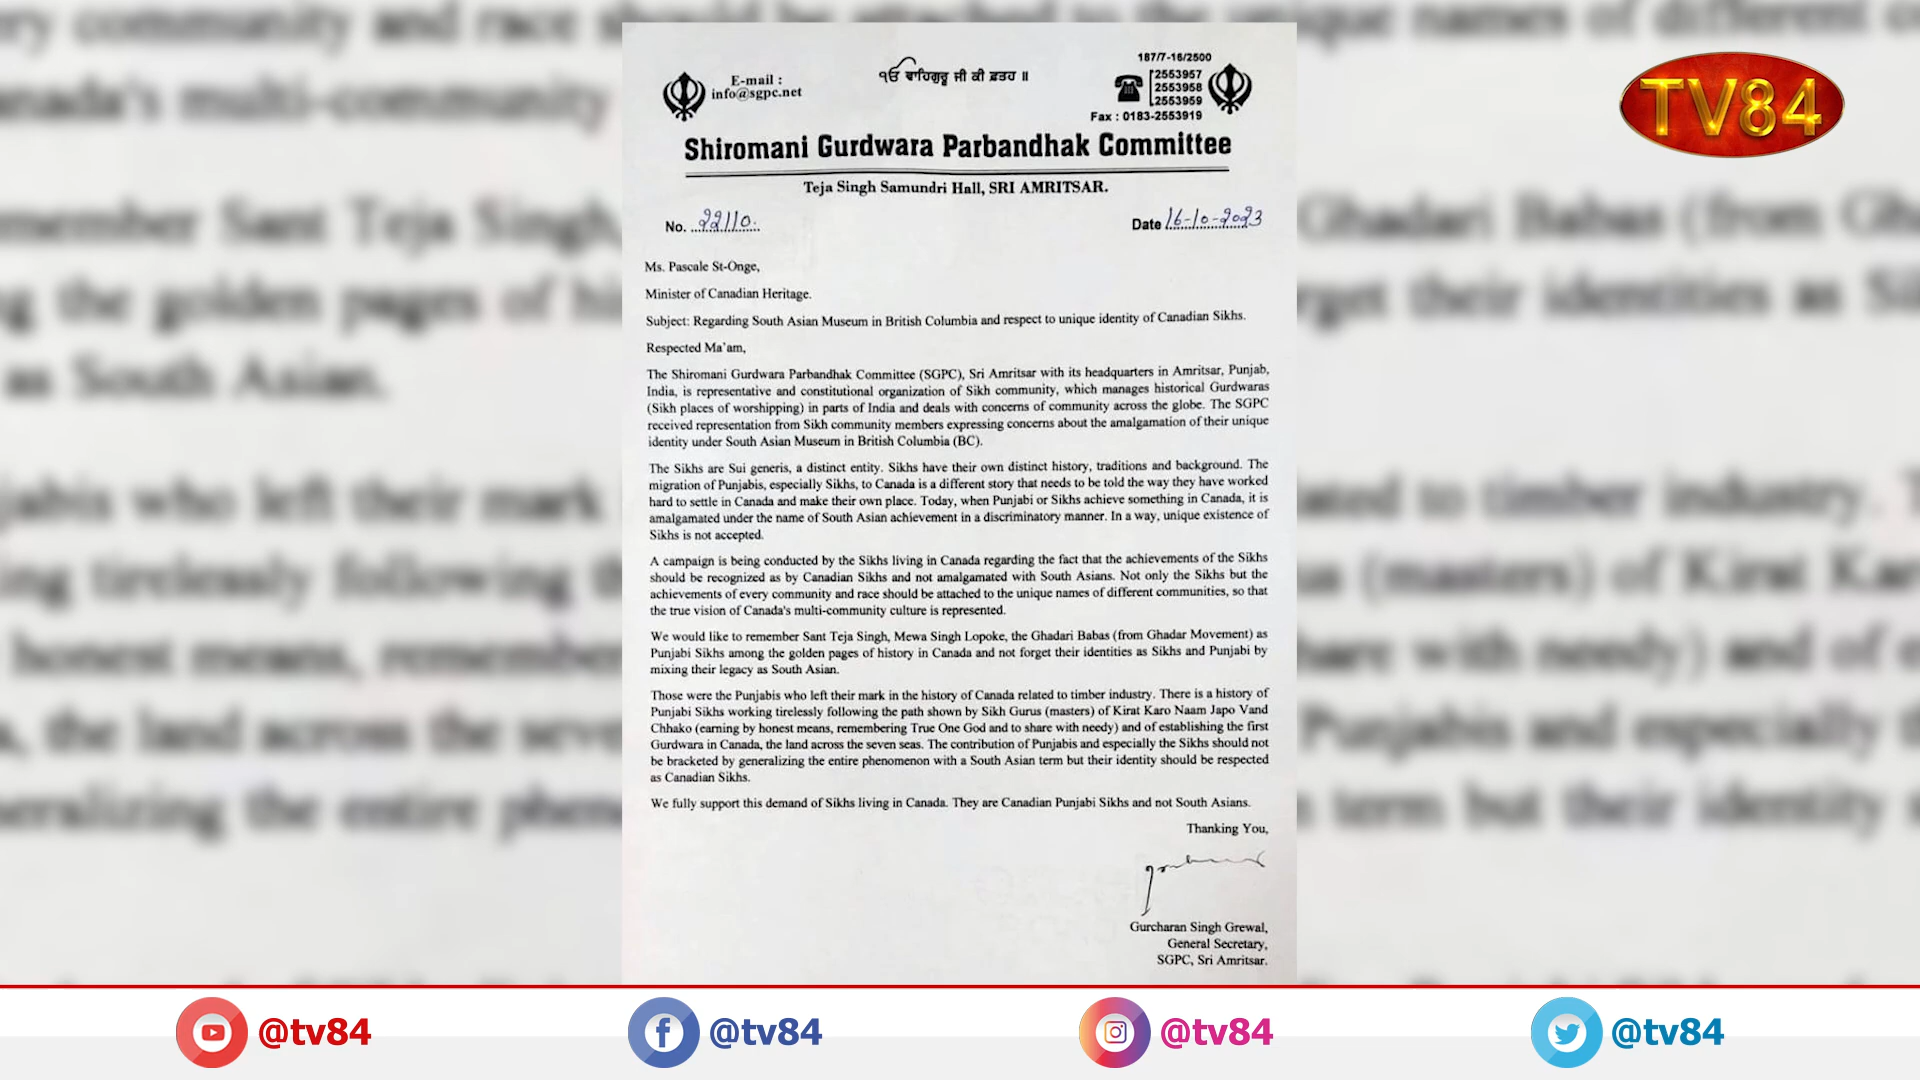 187/7-16/2500
E-mail :
info@sgpc.net
ੴ ਵਾਹਿਗੁਰੂ ਜੀ ਕੀ ਫ਼ਤਹ ॥
2553957
2553958
2553959
Fax : 0183-2553919
Shiromani Gurdwara Parbandhak Committee
Teja Singh Samundri Hall, SRI AMRITSAR.
No. 22110.
Date 16-10-2023
Ms. Pascale St-Onge,
Minister of Canadian Heritage.
Subject: Regarding South Asian Museum in British Columbia and respect to unique identity of Canadian Sikhs.
Respected Ma'am,
The Shiromani Gurdwara Parbandhak Committee (SGPC), Sri Amritsar with its headquarters in Amritsar, Punjab,
India, is representative and constitutional organization of Sikh community, which manages historical Gurdwaras
(Sikh places of worshipping) in parts of India and deals with concerns of community across the globe. The SGPC
received representation from Sikh community members expressing concerns about the amalgamation of their unique
identity under South Asian Museum in British Columbia (BC).
The Sikhs are Sui generis, a distinct entity. Sikhs have their own distinct history, traditions and background. The
migration of Punjabis, especially Sikhs, to Canada is a different story that needs to be told the way they have worked
hard to settle in Canada and make their own place. Today, when Punjabi or Sikhs achieve something in Canada, it is
amalgamated under the name of South Asian achievement in a discriminatory manner. In a way, unique existence of
Sikhs is not accepted.
A campaign is being conducted by the Sikhs living in Canada regarding the fact that the achievements of the Sikhs
should be recognized as by Canadian Sikhs and not amalgamated with South Asians. Not only the Sikhs but the
achievements of every community and race should be attached to the unique names of different communities, so that
the true vision of Canada's multi-community culture is represented.
We would like to remember Sant Teja Singh, Mewa Singh Lopoke, the Ghadari Babas (from Ghadar Movement) as
Punjabi Sikhs among the golden pages of history in Canada and not forget their identities as Sikhs and Punjabi by
mixing their legacy as South Asian.
Those were the Punjabis who left their mark in the history of Canada related to timber industry. There is a history of
Punjabi Sikhs working tirelessly following the path shown by Sikh Gurus (masters) of Kirat Karo Naam Japo Vand
Chhako (earning by honest means, remembering True One God and to share with needy) and of establishing the first
Gurdwara in Canada, the land across the seven seas. The contribution of Punjabis and especially the Sikhs should not
be bracketed by generalizing the entire phenomenon with a South Asian term but their identity should be respected
as Canadian Sikhs.
We fully support this demand of Sikhs living in Canada. They are Canadian Punjabi Sikhs and not South Asians.
Thanking You,
Gurcharan Singh Grewal,
General Secretary,
SGPC, Sri Amritsar.
TV84
@tv84
@tv84
@tv84
@tv84